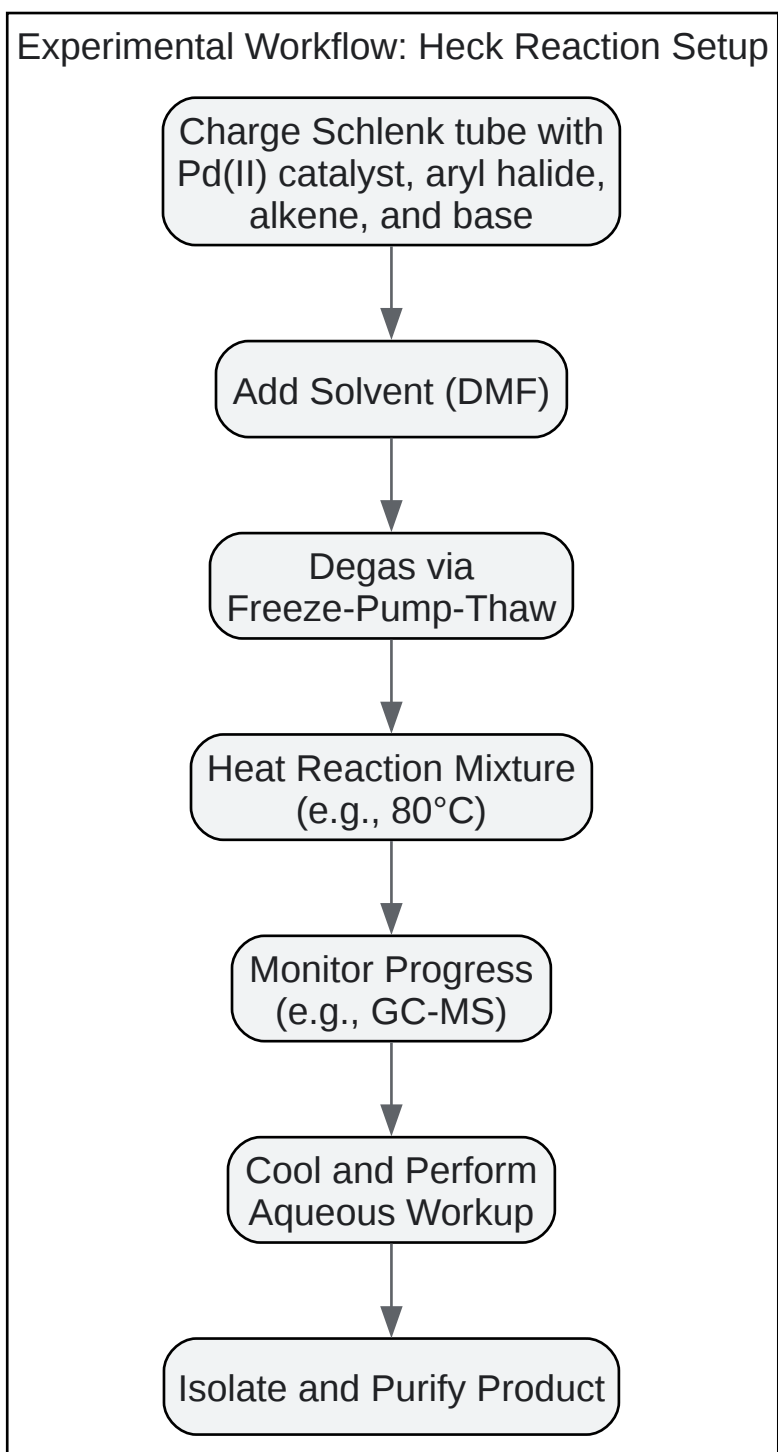 Experimental Workflow: Heck Reaction Setup
Charge Schlenk tube with
Pd(II) catalyst, aryl halide,
alkene, and base
Add Solvent (DMF)
Degas via
Freeze-Pump-Thaw
Heat Reaction Mixture
(e.g., 80°C)
Monitor Progress
(e.g., GC-MS)
Cool and Perform
Aqueous Workup
Isolate and Purify Product